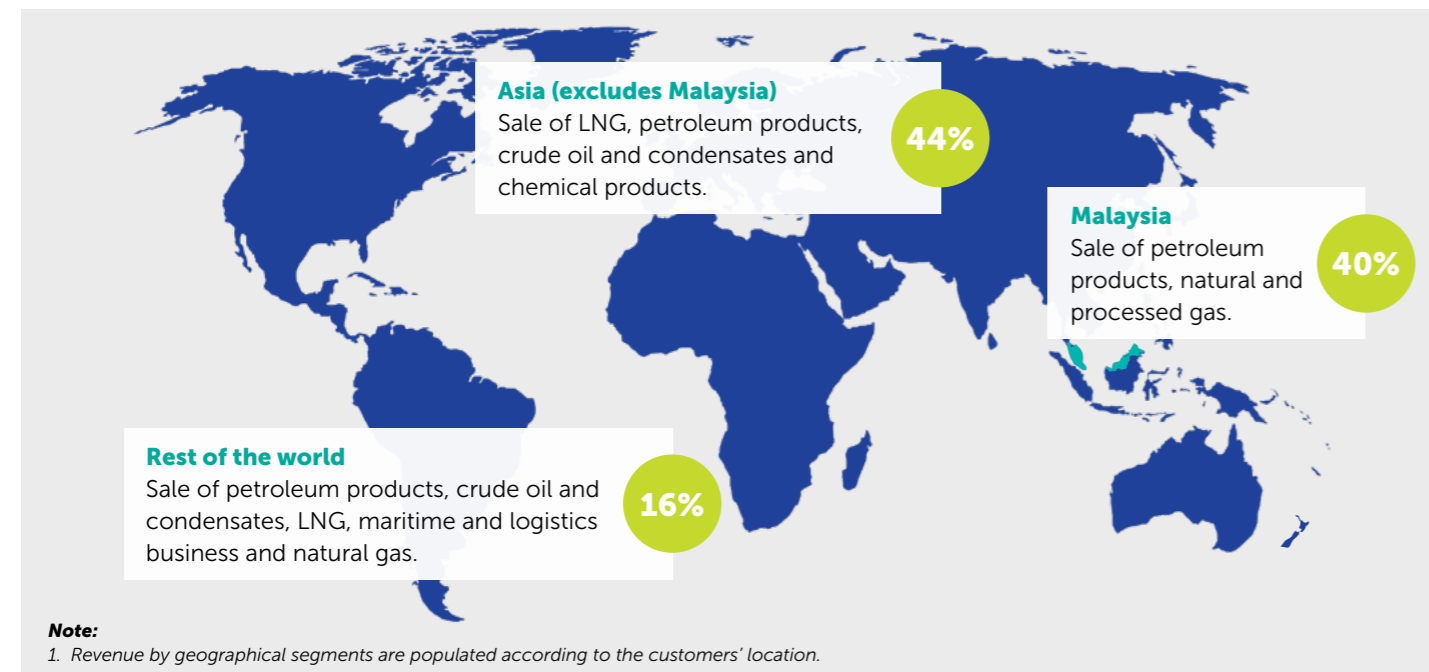 Asia (excludes Malaysia)
Sale of LNG, petroleum products,
crude oil and condensates and
chemical products.
44%
Malaysia
Sale of petroleum
products, natural and
processed gas.
40%
Rest of the world
Sale of petroleum products, crude oil and
condensates, LNG, maritime and logistics
business and natural gas.
16%
Note:
1. Revenue by geographical segments are populated according to the customers’ location.